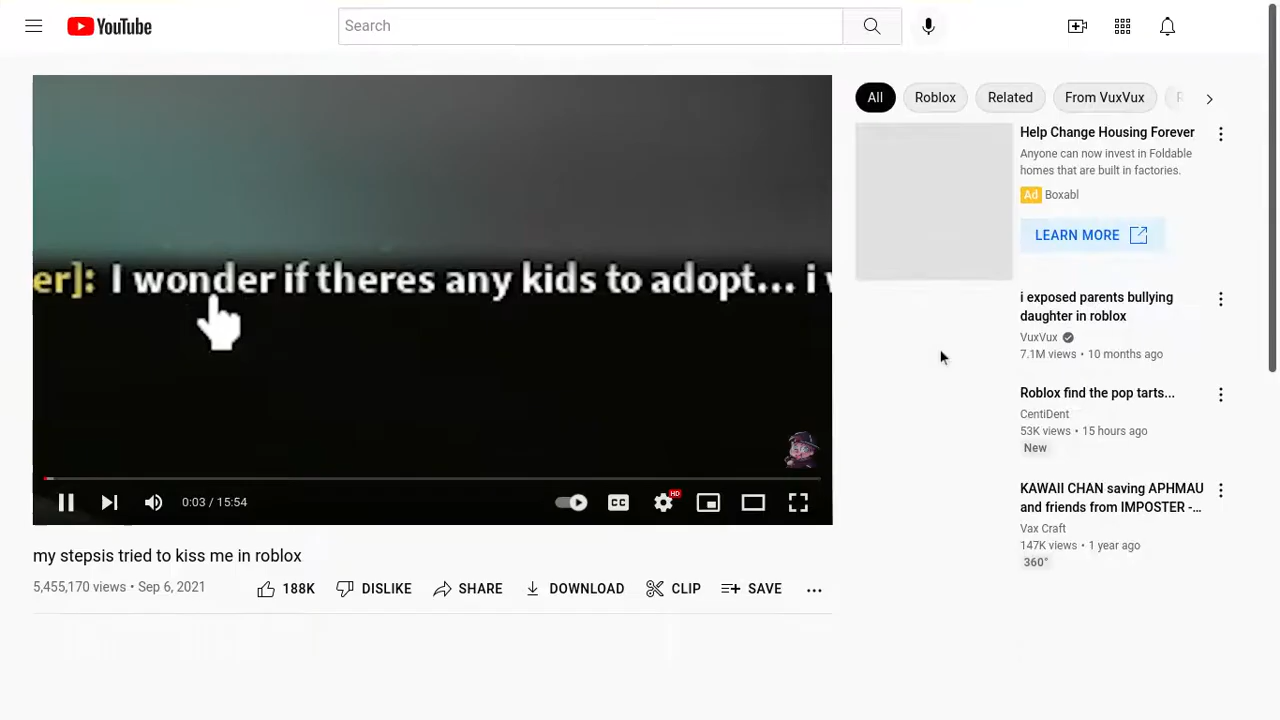 YouTube
Search
All
Roblox
Related
From VuxVux
er]: I wonder if theres any kids to adopt... i
Help Change Housing Forever
Anyone can now invest in Foldable
homes that are built in factories.
Ad Boxabl
LEARN MORE
i exposed parents bullying
daughter in roblox
VuxVux
7.1M views • 10 months ago
Roblox find the pop tarts...
CentiDent
53K views • 15 hours ago
New
KAWAII CHAN saving APHMAU
and friends from IMPOSTER -...
Vax Craft
147K views • 1 year ago
360°
0:03 / 15:54
CC
HD
my stepsis tried to kiss me in roblox
5,455,170 views • Sep 6, 2021
188K
DISLIKE
SHARE
DOWNLOAD
CLIP
SAVE